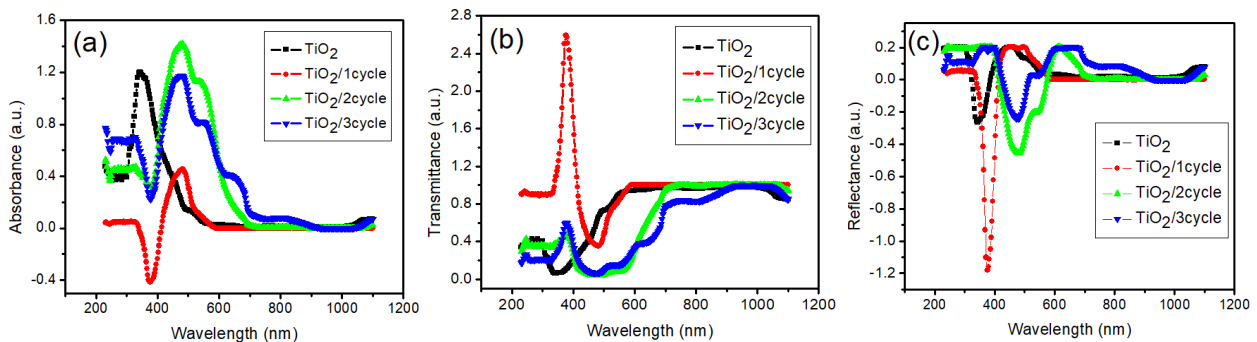 (a)
Absorbance (a.u.)
1.6
1.2
0.8
0.4
0.0
-0.4
TiO2
TiO2/1cycle
TiO2/2cycle
TiO2/3cycle
200 400 600 800 1000 1200
Wavelength (nm)
(b)
Transmittance (a.u.)
2.8
2.4
2.0
1.6
1.2
0.8
0.4
0.0
TiO2
TiO2/1cycle
TiO2/2cycle
TiO2/3cycle
200 400 600 800 1000 1200
Wavelength (nm)
(c)
Reflectance (a.u.)
0.2
0.0
-0.2
-0.4
-0.6
-0.8
-1.0
-1.2
TiO2
TiO2/1cycle
TiO2/2cycle
TiO2/3cycle
200 400 600 800 1000 1200
Wavelength (nm)